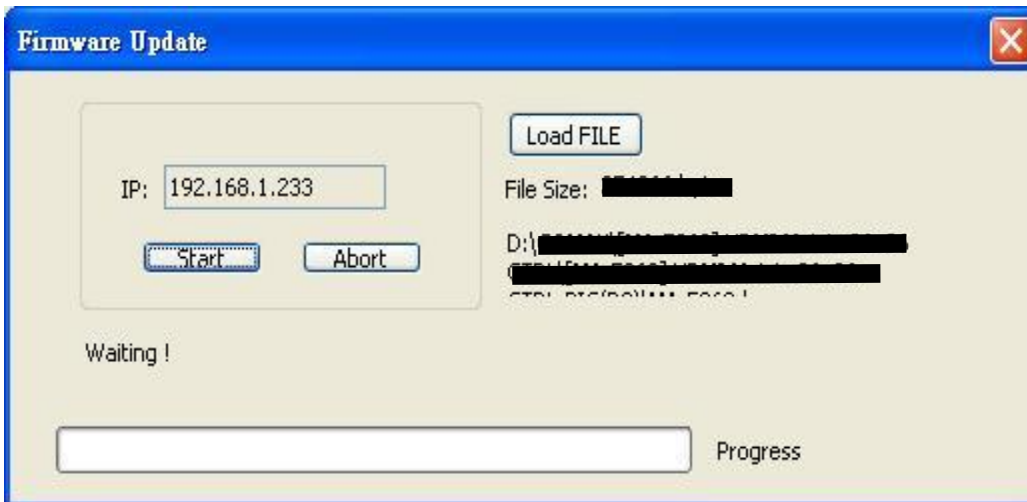 Firmware Update
Load FILE
IP: 192.168.1.233
File Size:
D:\
Start Abort
Waiting !
Progress